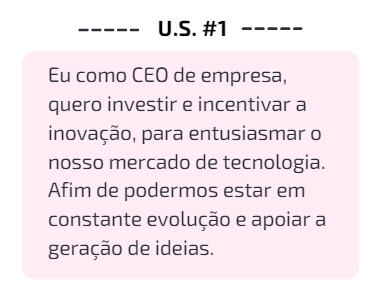 ----- U.S. #1 -----
Eu como CEO de empresa,
quero investir e incentivar a
inovação, para entusiasmar o
nosso mercado de tecnologia.
Afim de podermos estar em
constante evolução e apoiar a
geração de ideias.